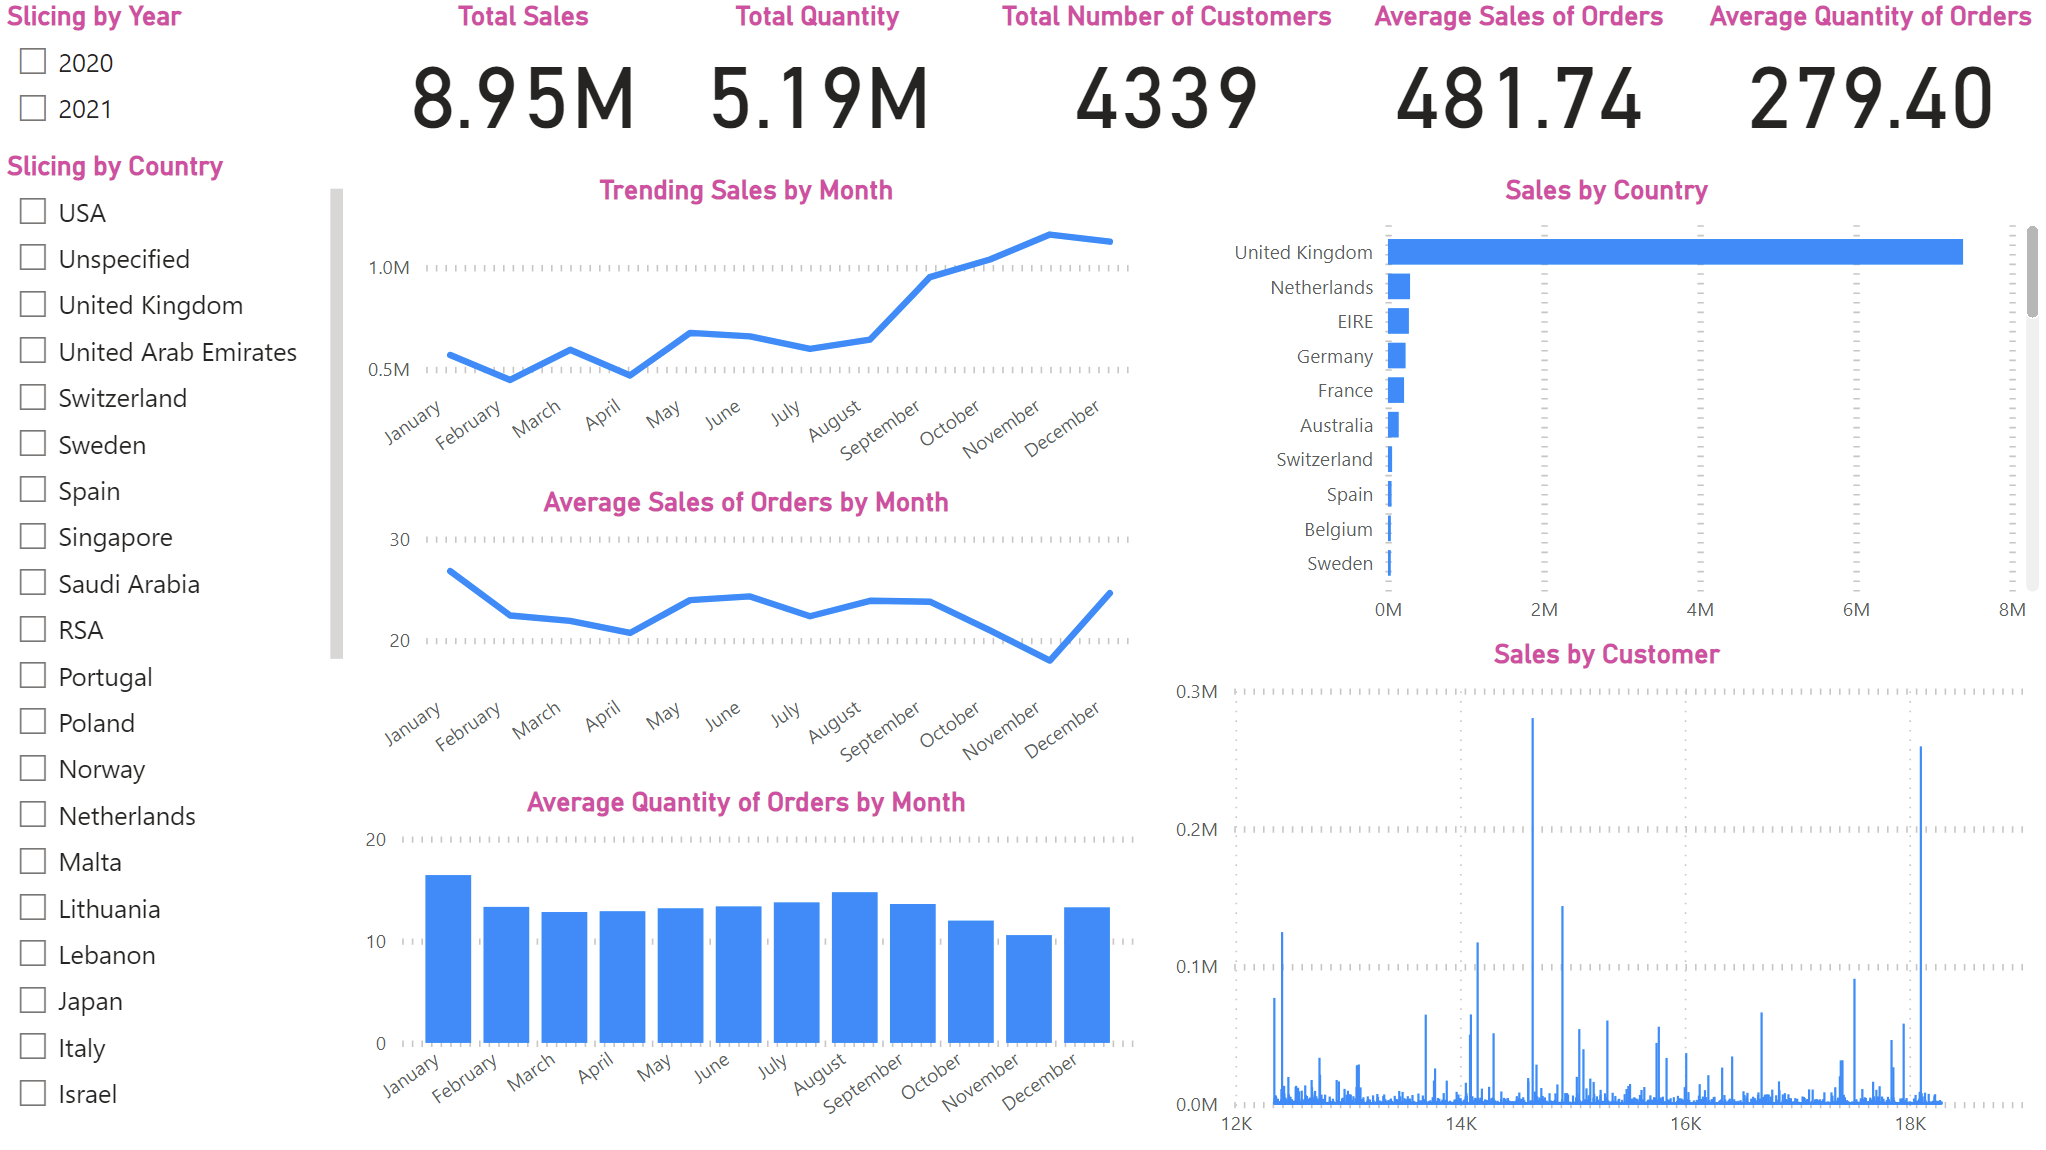 Slicing by Year
2020
2021
Slicing by Country
USA
Unspecified
United Kingdom
United Arab Emirates
Switzerland
Sweden
Spain
Singapore
Saudi Arabia
RSA
Portugal
Poland
Norway
Netherlands
Malta
Lithuania
Lebanon
Japan
Italy
Israel
Total Sales
8.95M
Total Quantity
5.19M
Total Number of Customers
4339
Average Sales of Orders
481.74
Average Quantity of Orders
279.40
Trending Sales by Month
1.0M
0.5M
January
February
March
April
May
June
July
August
September
October
November
December
Average Sales of Orders by Month
30
20
January
February
March
April
May
June
July
August
September
October
November
December
Average Quantity of Orders by Month
20
10
0
January
February
March
April
May
June
July
August
September
October
November
December
Sales by Country
United Kingdom
Netherlands
EIRE
Germany
France
Australia
Switzerland
Spain
Belgium
Sweden
0M 2M 4M 6M 8M
Sales by Customer
0.3M
0.2M
0.1M
0.0M
12K 14K 16K 18K